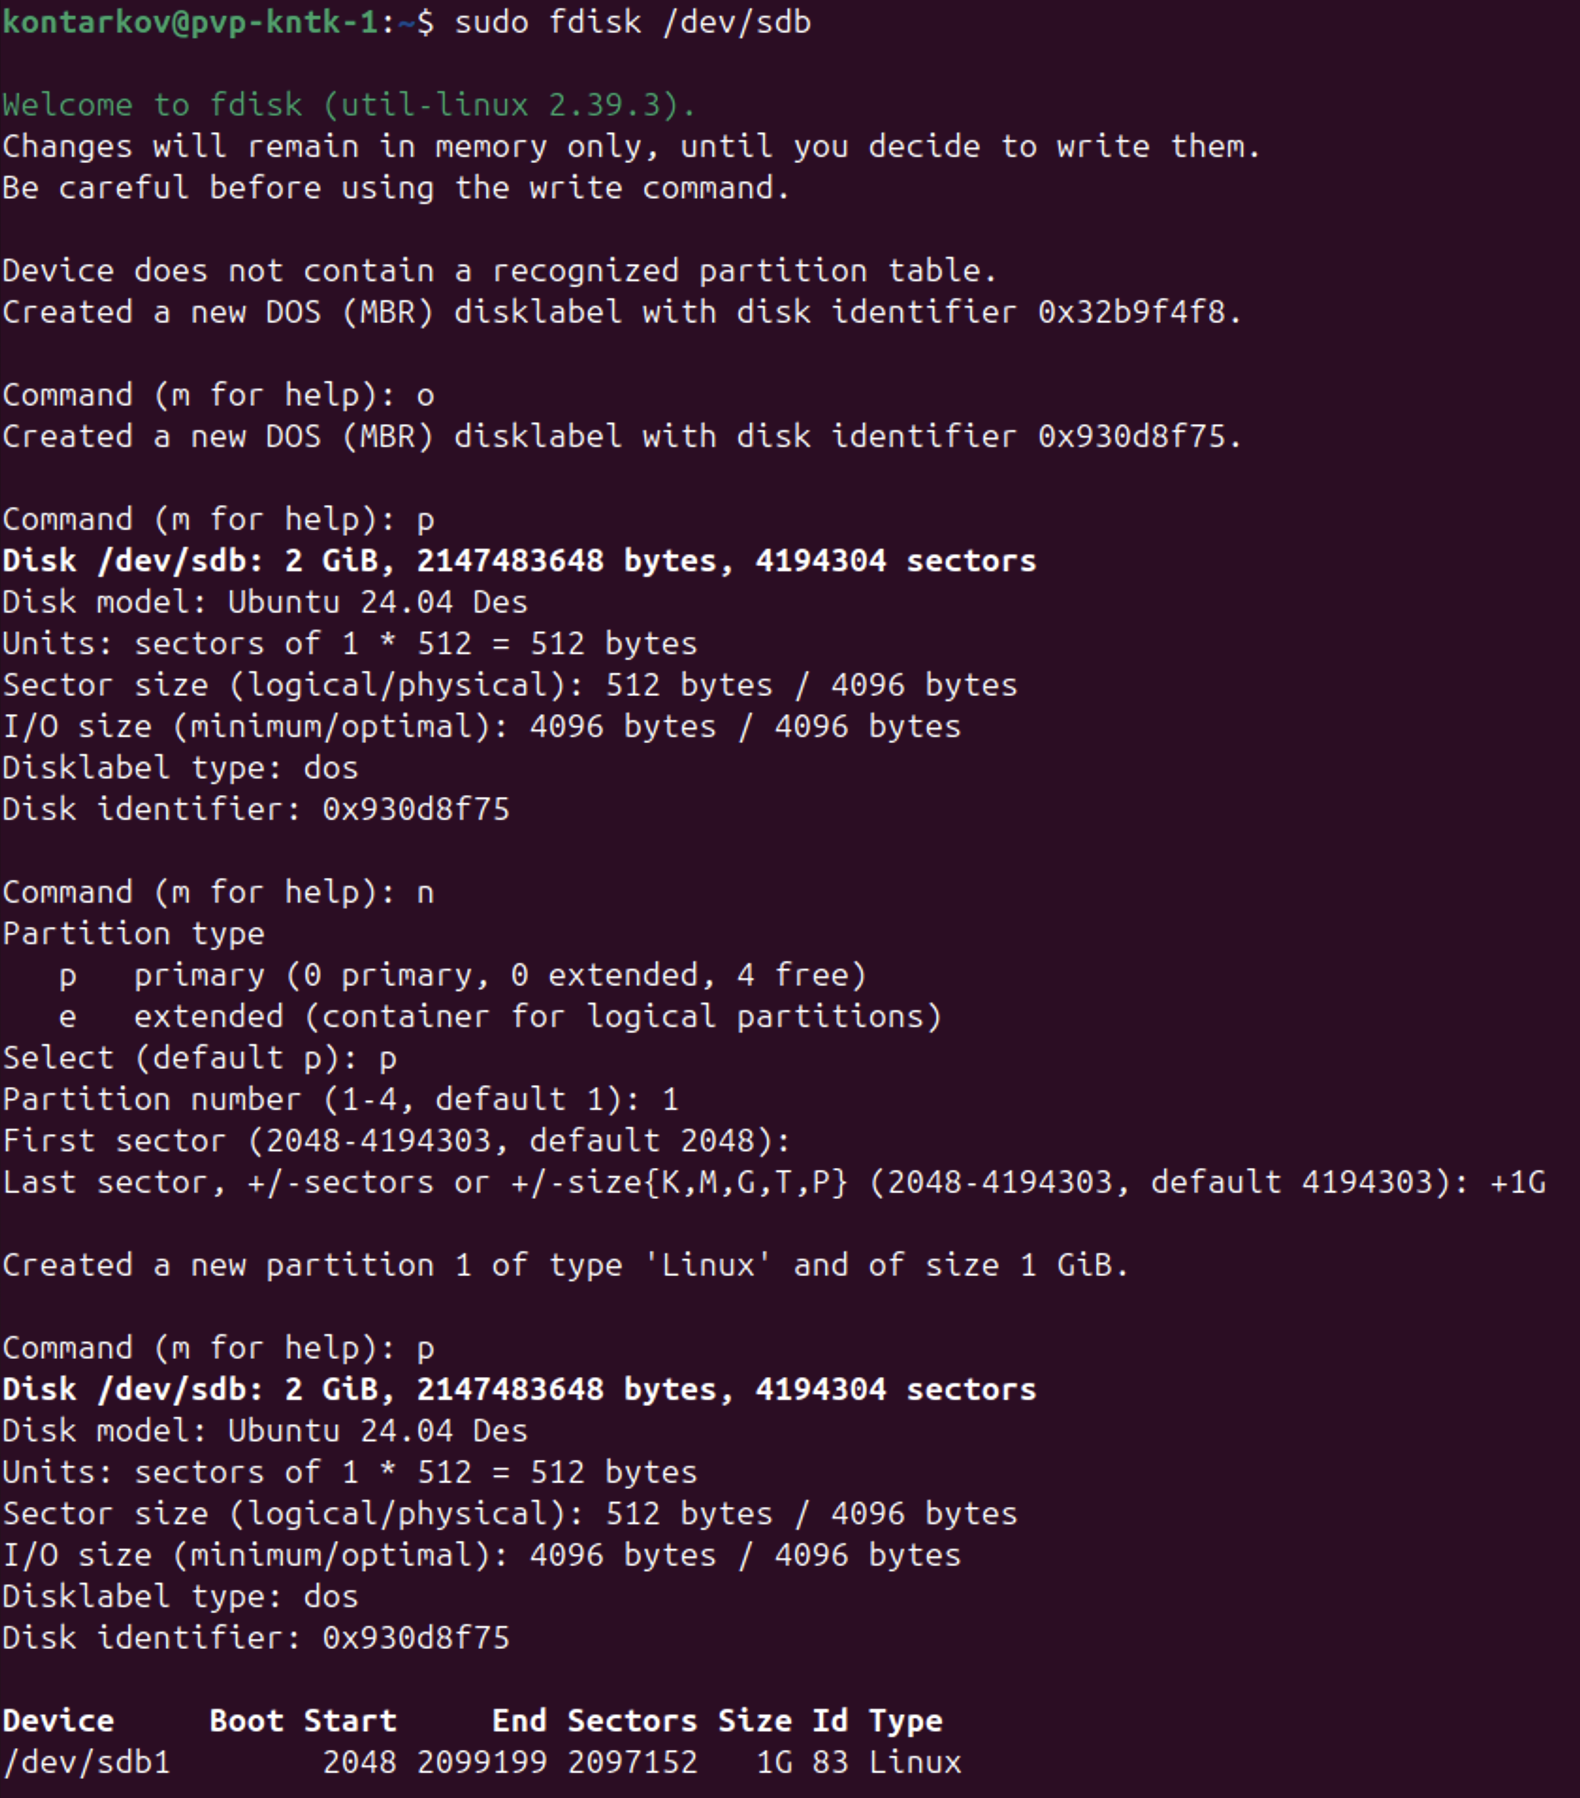 kontarkov@pvp-kntk-1:~$ sudo fdisk /dev/sdb
Welcome to fdisk (util-linux 2.39.3).
Changes will remain in memory only, until you decide to write them.
Be careful before using the write command.
Device does not contain a recognized partition table.
Created a new DOS (MBR) disklabel with disk identifier 0x32b9f4f8.
Command (m for help): o
Created a new DOS (MBR) disklabel with disk identifier 0x930d8f75.
Command (m for help): p
Disk /dev/sdb: 2 GiB, 2147483648 bytes, 4194304 sectors
Disk model: Ubuntu 24.04 Des
Units: sectors of 1 * 512 = 512 bytes
Sector size (logical/physical): 512 bytes / 4096 bytes
I/O size (minimum/optimal): 4096 bytes / 4096 bytes
Disklabel type: dos
Disk identifier: 0x930d8f75
Command (m for help): n
Partition type
   p   primary (0 primary, 0 extended, 4 free)
   e   extended (container for logical partitions)
Select (default p): p
Partition number (1-4, default 1): 1
First sector (2048-4194303, default 2048):
Last sector, +/-sectors or +/-size{K,M,G,T,P} (2048-4194303, default 4194303): +1G
Created a new partition 1 of type 'Linux' and of size 1 GiB.
Command (m for help): p
Disk /dev/sdb: 2 GiB, 2147483648 bytes, 4194304 sectors
Disk model: Ubuntu 24.04 Des
Units: sectors of 1 * 512 = 512 bytes
Sector size (logical/physical): 512 bytes / 4096 bytes
I/O size (minimum/optimal): 4096 bytes / 4096 bytes
Disklabel type: dos
Disk identifier: 0x930d8f75
Device     Boot Start     End Sectors Size Id Type
/dev/sdb1        2048 2099199 2097152   1G 83 Linux